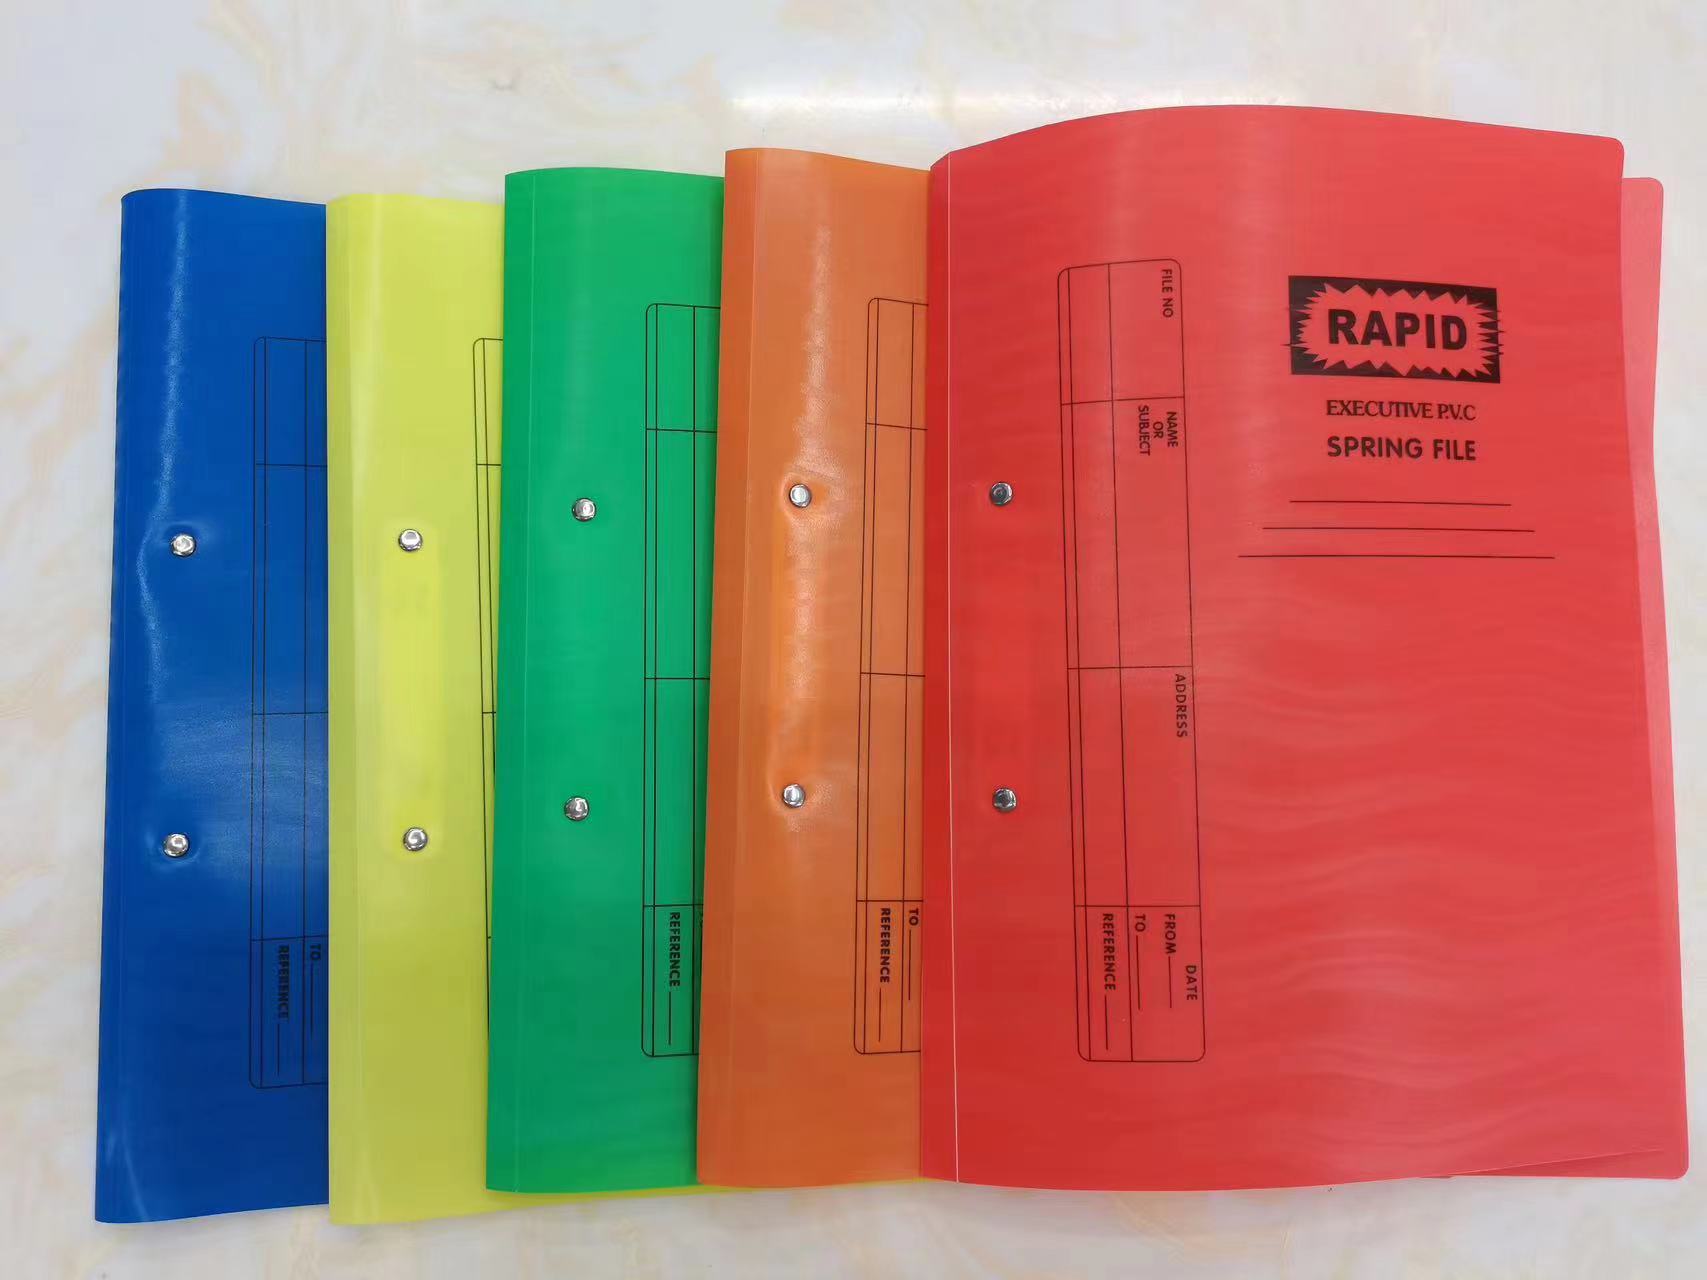 RAPID
EXECUTIVE P.V.C
SPRING FILE
FILE NO
NAME
OR
SUBJECT
ADDRESS
DATE
FROM
TO
REFERENCE
TO
REFERENCE
REFERENCE
TO
REFERENCE